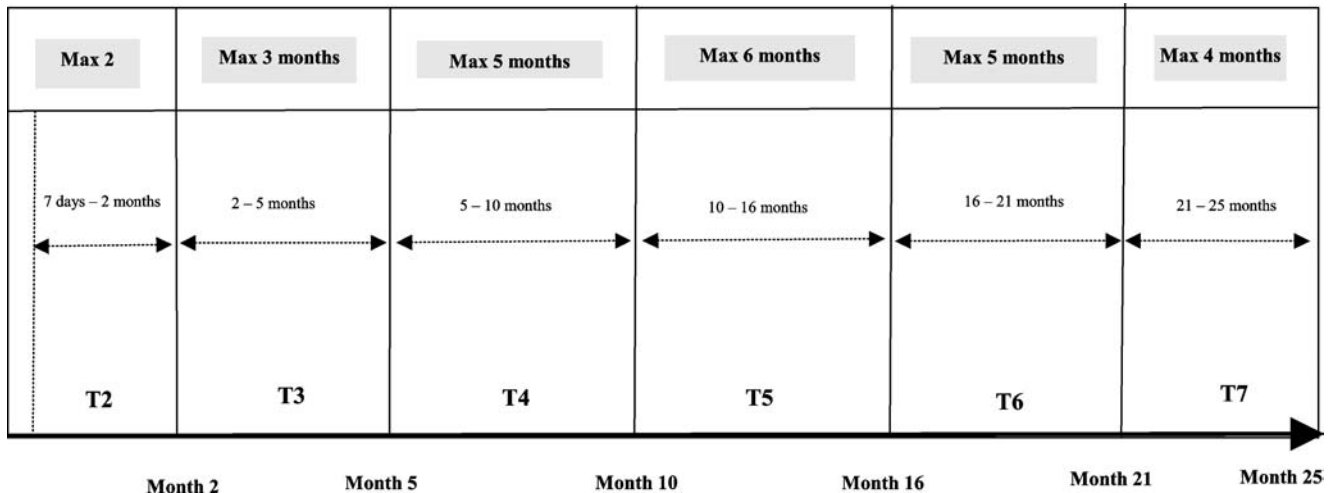 Max 2
Max 3 months
Max 5 months
Max 6 months
Max 5 months
Max 4 months
7 days – 2 months
2 – 5 months
5 – 10 months
10 – 16 months
16 – 21 months
21 – 25 months
T2
T3
T4
T5
T6
T7
Month 2
Month 5
Month 10
Month 16
Month 21
Month 25